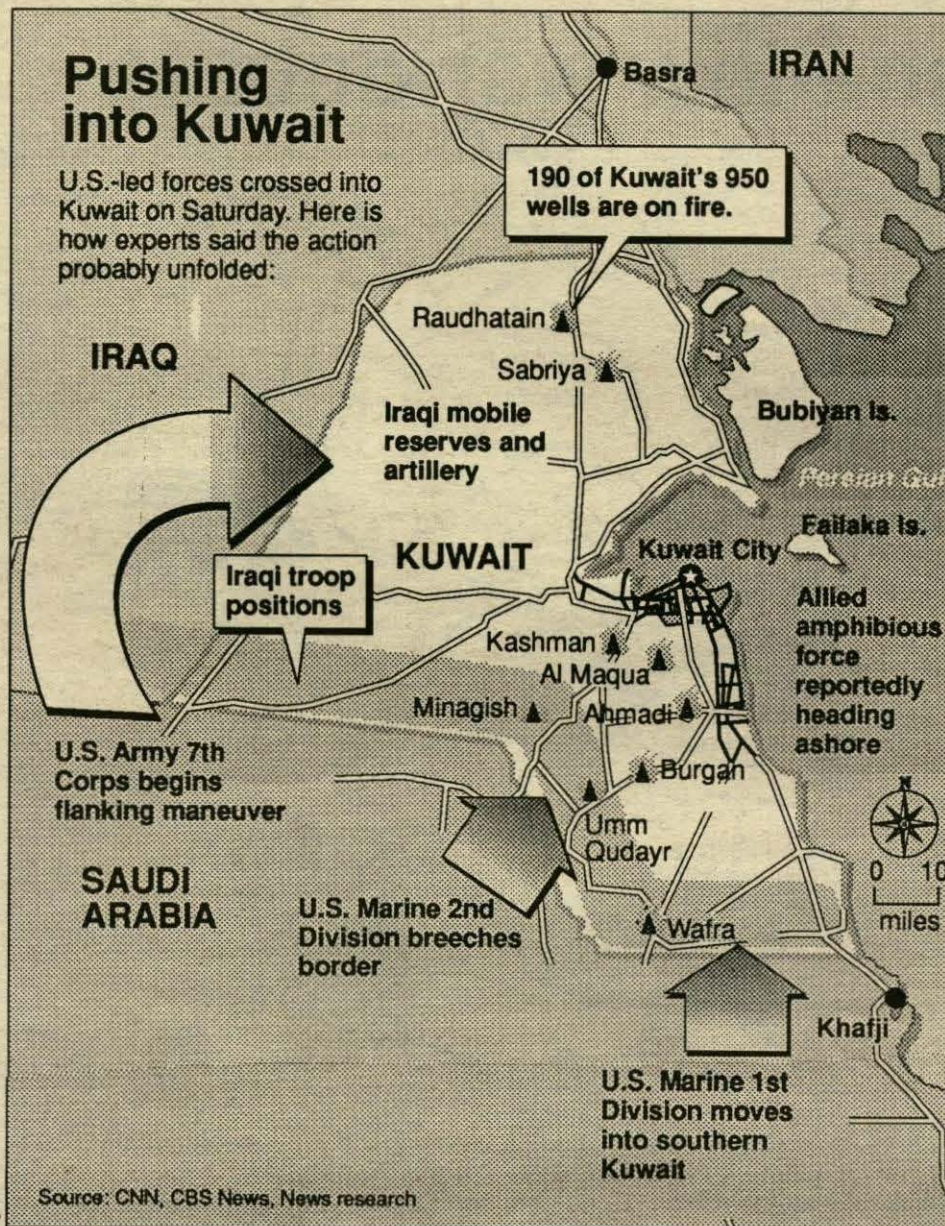 Pushing
into Kuwait
U.S.-led forces crossed into
Kuwait on Saturday. Here is
how experts said the action
probably unfolded:
Basra
IRAN
190 of Kuwait's 950
wells are on fire.
IRAQ
Raudhatain
Sabriya
Iraqi mobile
reserves and
artillery
Bubiyan Is.
Persian Gu
Failaka Is.
KUWAIT
Kuwait City
Iraqi troop
positions
Allied
amphibious
force
reportedly
heading
ashore
Kashman
Al Maqua
Minagish
Ahmadi
Burgan
Umm
Qudayr
U.S. Army 7th
Corps begins
flanking maneuver
N
0 10
miles
SAUDI
ARABIA
U.S. Marine 2nd
Division breeches
border
Wafra
Khafji
U.S. Marine 1st
Division moves
into southern
Kuwait
Source: CNN, CBS News, News research